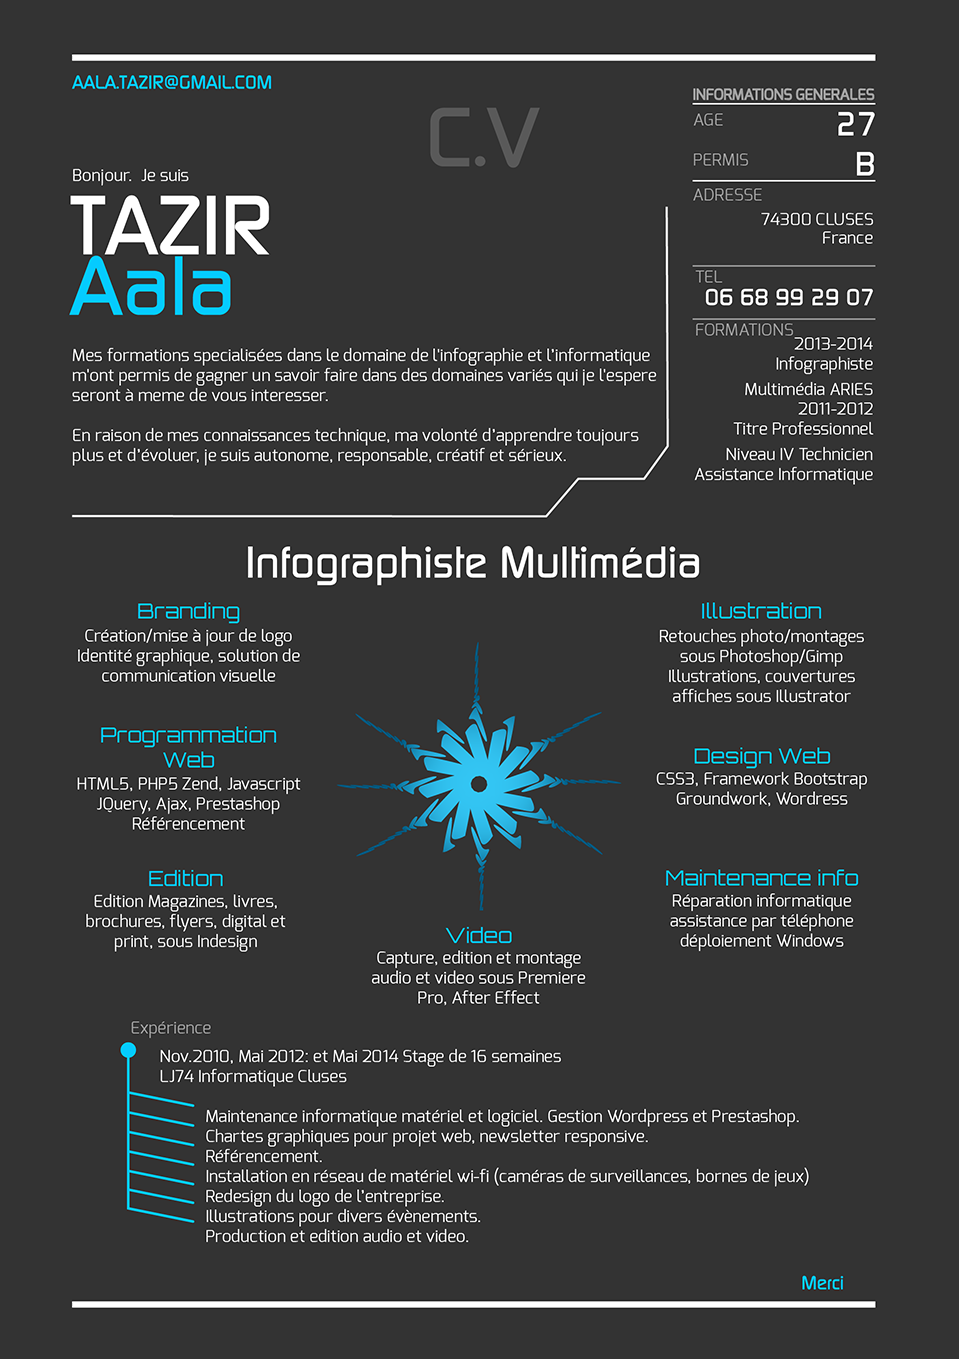 AALA.TAZIR@GMAIL.COM
C.V
Bonjour.  Je suis
TAZIR
Aala
Mes formations specialisées dans le domaine de l'infographie et l'informatique
m'ont permis de gagner un savoir faire dans des domaines variés qui je l'espere
seront à meme de vous interesser.
En raison de mes connaissances technique, ma volonté d'apprendre toujours
plus et d'évoluer, je suis autonome, responsable, créatif et sérieux.
INFORMATIONS GENERALES
AGE
27
PERMIS
B
ADRESSE
74300 CLUSES
France
TEL
06 68 99 29 07
FORMATIONS
2013-2014
Infographiste
Multimédia ARIES
2011-2012
Titre Professionnel
Niveau IV Technicien
Assistance Informatique
Infographiste Multimédia
Branding
Création/mise à jour de logo
Identité graphique, solution de
communication visuelle
Programmation
Web
HTML5, PHP5 Zend, Javascript
JQuery, Ajax, Prestashop
Référencement
Edition
Edition Magazines, livres,
brochures, flyers, digital et
print, sous Indesign
Video
Capture, edition et montage
audio et video sous Premiere
Pro, After Effect
Illustration
Retouches photo/montages
sous Photoshop/Gimp
Illustrations, couvertures
affiches sous Illustrator
Design Web
CSS3, Framework Bootstrap
Groundwork, Wordress
Maintenance info
Réparation informatique
assistance par téléphone
déploiement Windows
Expérience
Nov.2010, Mai 2012: et Mai 2014 Stage de 16 semaines
LJ74 Informatique Cluses
Maintenance informatique matériel et logiciel. Gestion Wordpress et Prestashop.
Chartes graphiques pour projet web, newsletter responsive.
Référencement.
Installation en réseau de matériel wi-fi (caméras de surveillances, bornes de jeux)
Redesign du logo de l'entreprise.
Illustrations pour divers évènements.
Production et edition audio et video.
Merci